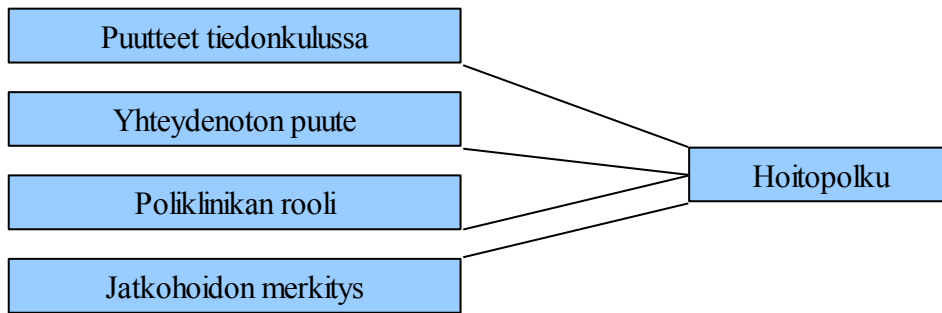 Puutteet tiedonkulussa
Yhteydenoton puute
Poliklinikan rooli
Jatkohoidon merkitys
Hoitopolku